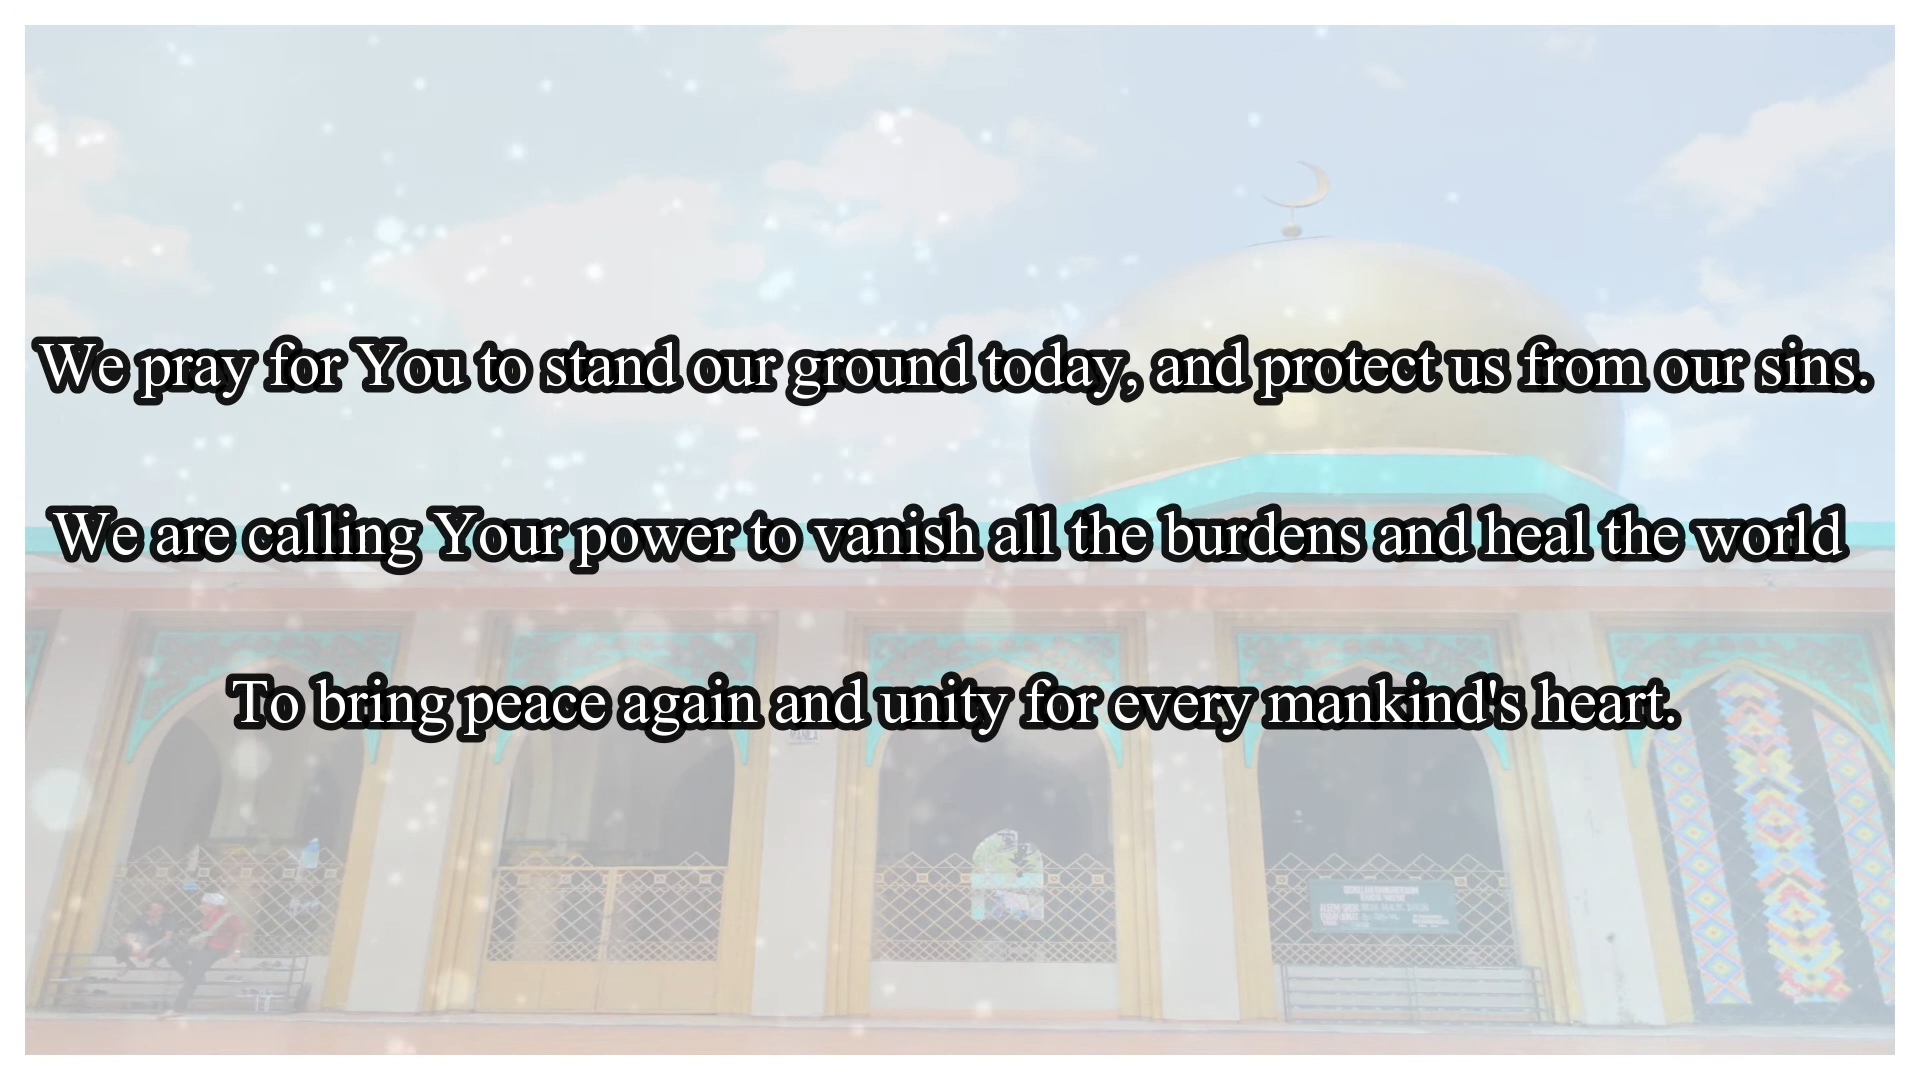 We pray for You to stand our ground today, and protect us from our sins.
We are calling Your power to vanish all the burdens and heal the world
To bring peace again and unity for every mankind's heart.